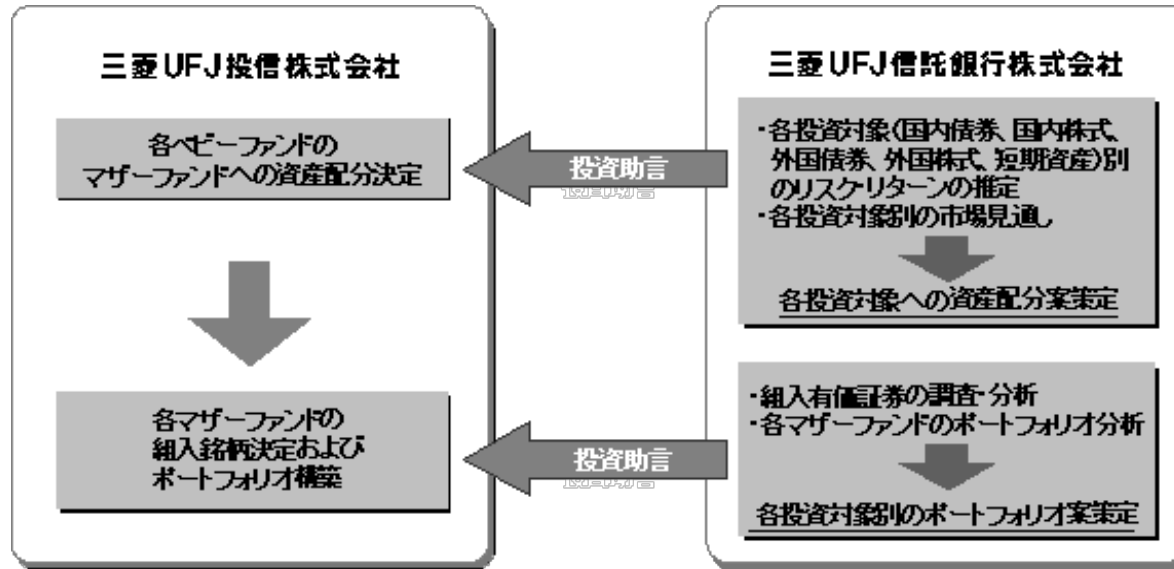 三菱UFJ投信株式会社
各ベビーファンドの
マザーファンドへの資産配分決定
各マザーファンドの
組入銘柄決定および
ポートフォリオ構築
投資助言
投資助言
三菱UFJ信託銀行株式会社
・各投資対象(国内債券、国内株式、
外国債券、外国株式、短期資産)別
のリスク・リターンの推定
・各投資対象別の市場見通し
各投資対象への資産配分案策定
・組入有価証券の調査・分析
・各マザーファンドのポートフォリオ分析
各投資対象別のポートフォリオ案策定